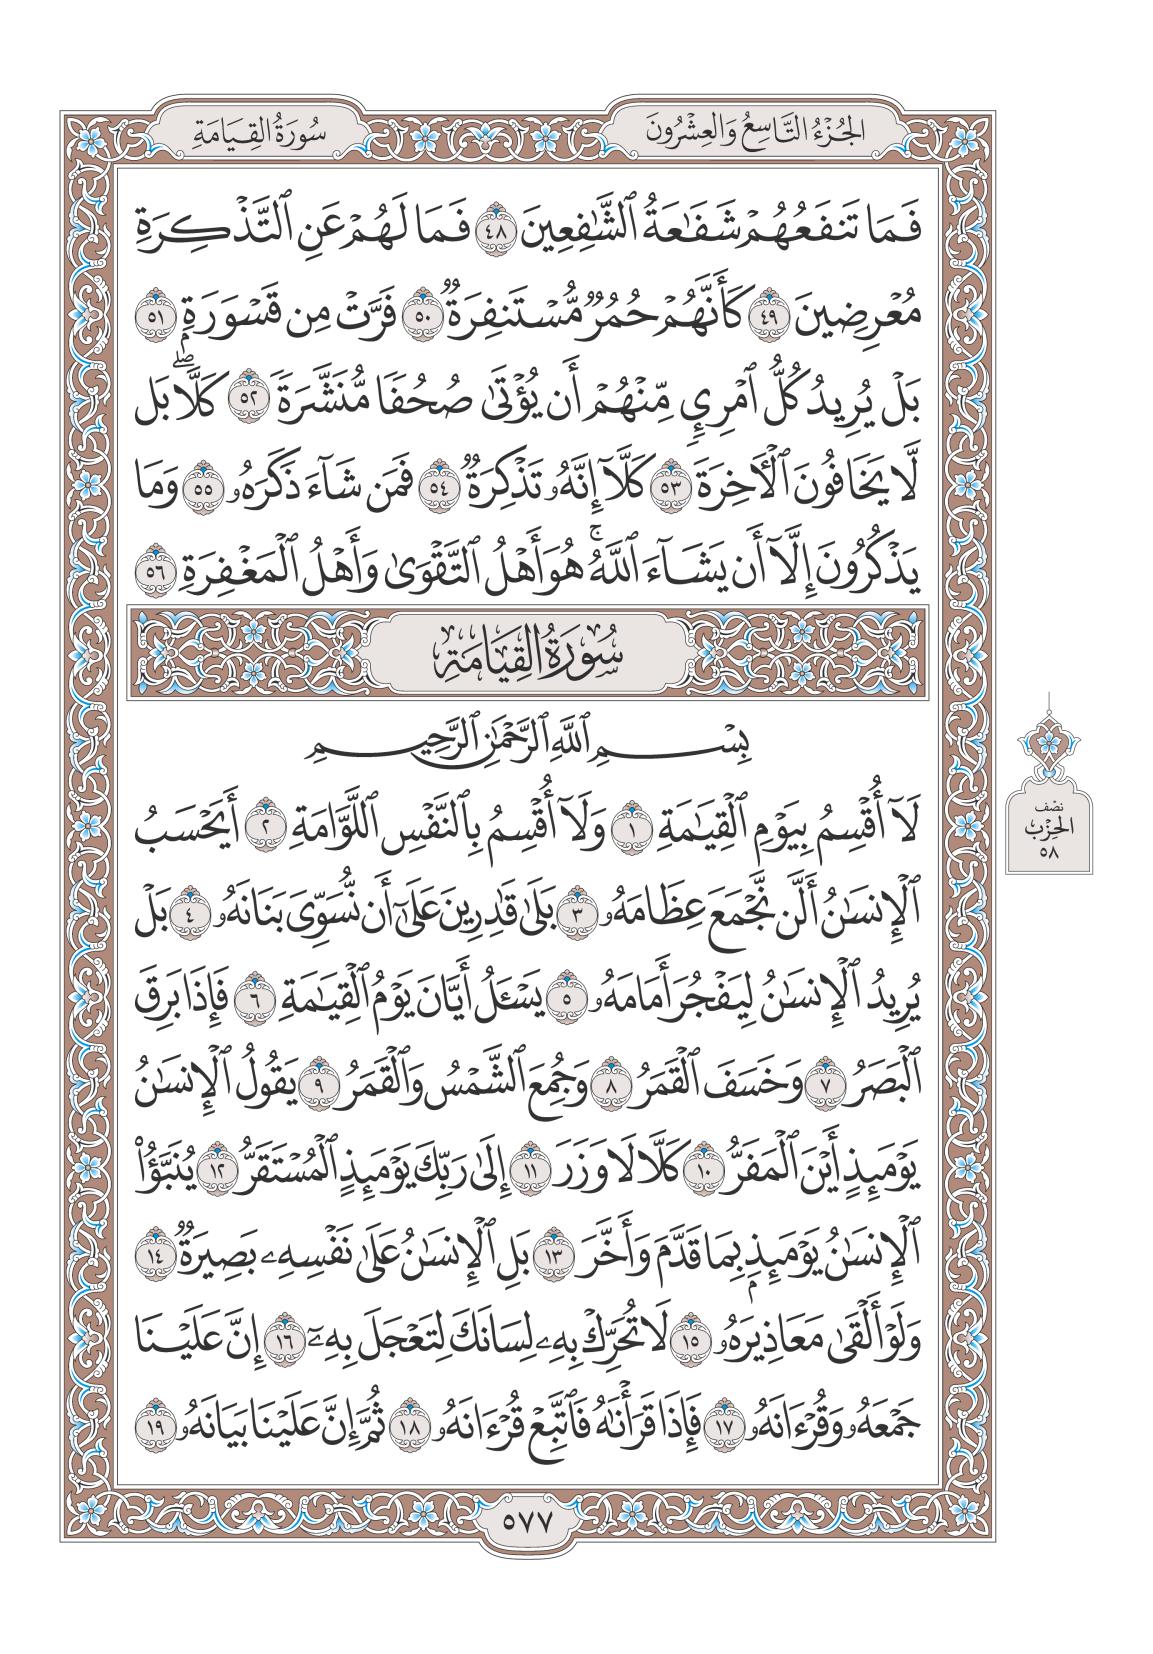 الجُزْءُ التَّاسِعُ وَالعِشْرُونَ
سُورَةُ القِيَامَةِ
فَمَا تَنفَعُهُمْ شَفَٰعَةُ ٱلشَّٰفِعِينَ ٤٨ فَمَا لَهُمْ عَنِ ٱلتَّذْكِرَةِ
مُعْرِضِينَ ٤٩ كَأَنَّهُمْ حُمُرٌ مُّسْتَنفِرَةٌ ٥٠ فَرَّتْ مِن قَسْوَرَةِۭ ٥١
بَلْ يُرِيدُ كُلُّ ٱمْرِئٍ مِّنْهُمْ أَن يُؤْتَىٰ صُحُفًا مُّنَشَّرَةً ٥٢ كَلَّاۖ بَل
لَّا يَخَافُونَ ٱلْأٓخِرَةَ ٥٣ كَلَّآ إِنَّهُۥ تَذْكِرَةٌ ٥٤ فَمَن شَآءَ ذَكَرَهُۥ ٥٥ وَمَا
يَذْكُرُونَ إِلَّآ أَن يَشَآءَ ٱللَّهُۚ هُوَ أَهْلُ ٱلتَّقْوَىٰ وَأَهْلُ ٱلْمَغْفِرَةِ ٥٦
سُورَةُ القِيَامَةِ
بِسْمِ ٱللَّهِ ٱلرَّحْمَٰنِ ٱلرَّحِيمِ
لَآ أُقْسِمُ بِيَوْمِ ٱلْقِيَٰمَةِ ١ وَلَآ أُقْسِمُ بِٱلنَّفْسِ ٱللَّوَّامَةِ ٢ أَيَحْسَبُ
ٱلْإِنسَٰنُ أَلَّن نَّجْمَعَ عِظَامَهُۥ ٣ بَلَىٰ قَٰدِرِينَ عَلَىٰٓ أَن نُّسَوِّىَ بَنَانَهُۥ ٤ بَلْ
يُرِيدُ ٱلْإِنسَٰنُ لِيَفْجُرَ أَمَامَهُۥ ٥ يَسْـَٔلُ أَيَّانَ يَوْمُ ٱلْقِيَٰمَةِ ٦ فَإِذَا بَرِقَ
ٱلْبَصَرُ ٧ وَخَسَفَ ٱلْقَمَرُ ٨ وَجُمِعَ ٱلشَّمْسُ وَٱلْقَمَرُ ٩ يَقُولُ ٱلْإِنسَٰنُ
يَوْمَئِذٍ أَيْنَ ٱلْمَفَرُّ ١٠ كَلَّا لَا وَزَرَ ١١ إِلَىٰ رَبِّكَ يَوْمَئِذٍ ٱلْمُسْتَقَرُّ ١٢ يُنَبَّؤُا۟
ٱلْإِنسَٰنُ يَوْمَئِذِۭ بِمَا قَدَّمَ وَأَخَّرَ ١٣ بَلِ ٱلْإِنسَٰنُ عَلَىٰ نَفْسِهِۦ بَصِيرَةٌ ١٤
وَلَوْ أَلْقَىٰ مَعَاذِيرَهُۥ ١٥ لَا تُحَرِّكْ بِهِۦ لِسَانَكَ لِتَعْجَلَ بِهِۦٓ ١٦ إِنَّ عَلَيْنَا
جَمْعَهُۥ وَقُرْءَانَهُۥ ١٧ فَإِذَا قَرَأْنَٰهُ فَٱتَّبِعْ قُرْءَانَهُۥ ١٨ ثُمَّ إِنَّ عَلَيْنَا بَيَانَهُۥ ١٩
نصف
الحِزْب
٥٨
٥٧٧